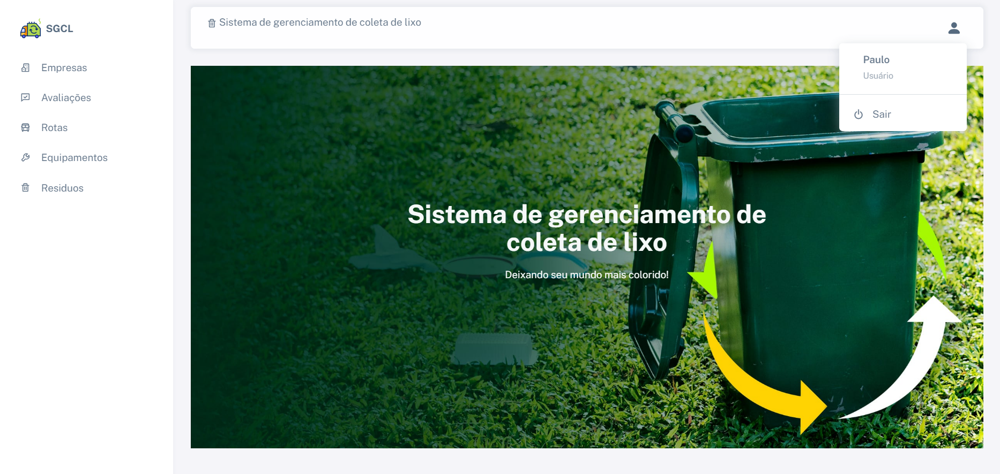 SGCL
Empresas
Avaliações
Rotas
Equipamentos
Residuos
Sistema de gerenciamento de coleta de lixo
Paulo
Usuário
Sair
Sistema de gerenciamento de
coleta de lixo
Deixando seu mundo mais colorido!